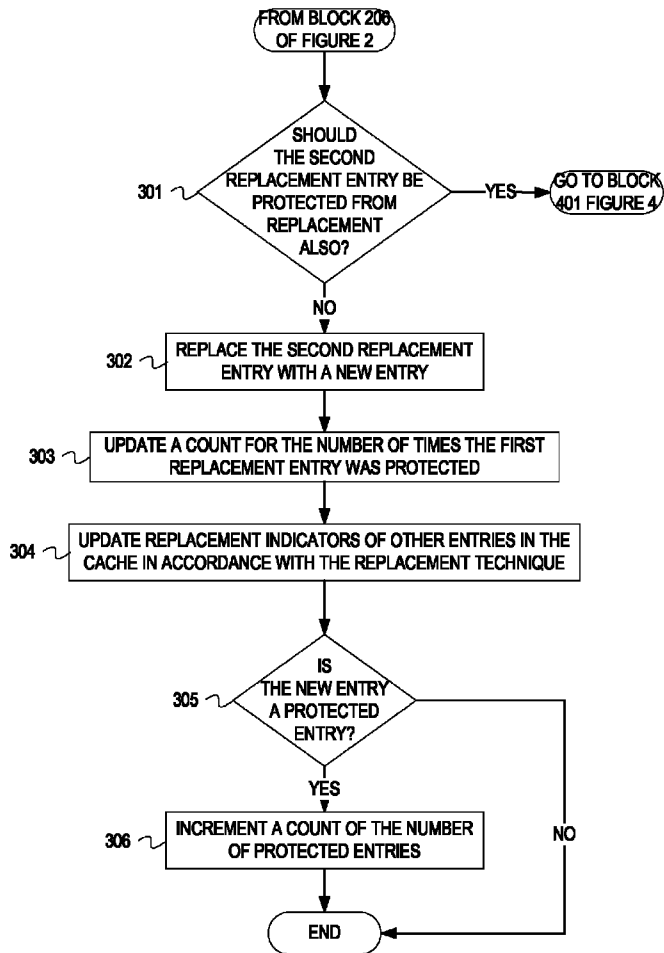 FROM BLOCK 206
OF FIGURE 2
SHOULD
THE SECOND
REPLACEMENT ENTRY BE
PROTECTED FROM
REPLACEMENT
ALSO?
301
YES
GO TO BLOCK
401 FIGURE 4
NO
302
REPLACE THE SECOND REPLACEMENT
ENTRY WITH A NEW ENTRY
303
UPDATE A COUNT FOR THE NUMBER OF TIMES THE FIRST
REPLACEMENT ENTRY WAS PROTECTED
304
UPDATE REPLACEMENT INDICATORS OF OTHER ENTRIES IN THE
CACHE IN ACCORDANCE WITH THE REPLACEMENT TECHNIQUE
305
IS
THE NEW ENTRY
A PROTECTED
ENTRY?
YES
NO
306
INCREMENT A COUNT OF THE NUMBER
OF PROTECTED ENTRIES
END